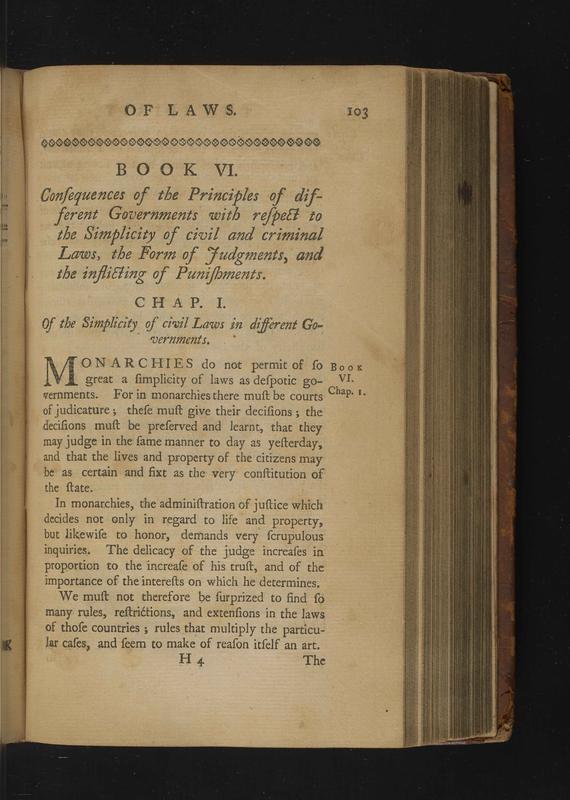 OF LAWS. 103
BOOK VI.
Conſequences of the Principles of dif-
ferent Governments with reſpect to
the Simplicity of civil and criminal
Laws, the Form of Judgments, and
the inflicting of Puniſhments.
CHAP. I.
Of the Simplicity of civil Laws in different Go-
vernments.
MONARCHIES do not permit of ſo
great a ſimplicity of laws as deſpotic go-
vernments. For in monarchies there muſt be courts
of judicature; theſe muſt give their deciſions; the
deciſions muſt be preſerved and learnt, that they
may judge in the ſame manner to day as yeſterday,
and that the lives and property of the citizens may
be as certain and fixt as the very conſtitution of
the ſtate.
Book
VI.
Chap. 1.
In monarchies, the adminiſtration of juſtice which
decides not only in regard to life and property,
but likewiſe to honor, demands very ſcrupulous
inquiries. The delicacy of the judge increaſes in
proportion to the increaſe of his truſt, and of the
importance of the intereſts on which he determines.
We muſt not therefore be ſurprized to find ſo
many rules, reſtrictions, and extenſions in the laws
of thoſe countries; rules that multiply the particu-
lar caſes, and ſeem to make of reaſon itſelf an art.
H 4 The